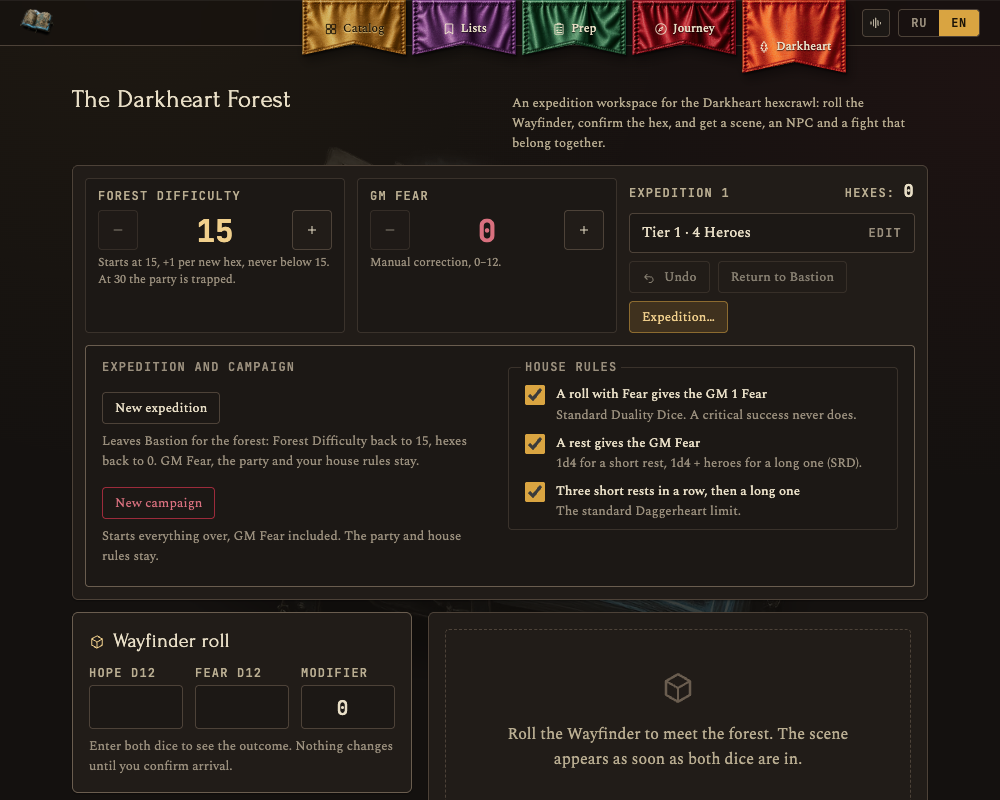 Catalog
Lists
Prep
Journey
Darkheart
RU
EN
The Darkheart Forest
An expedition workspace for the Darkheart hexcrawl: roll the
Wayfinder, confirm the hex, and get a scene, an NPC and a fight that
belong together.
FOREST DIFFICULTY
−
15
+
Starts at 15, +1 per new hex, never below 15.
At 30 the party is trapped.
GM FEAR
−
0
+
Manual correction, 0–12.
EXPEDITION 1
HEXES: 0
Tier 1 · 4 Heroes
EDIT
Undo
Return to Bastion
Expedition…
EXPEDITION AND CAMPAIGN
New expedition
Leaves Bastion for the forest: Forest Difficulty back to 15, hexes
back to 0. GM Fear, the party and your house rules stay.
New campaign
Starts everything over, GM Fear included. The party and house
rules stay.
HOUSE RULES
A roll with Fear gives the GM 1 Fear
Standard Duality Dice. A critical success never does.
A rest gives the GM Fear
1d4 for a short rest, 1d4 + heroes for a long one (SRD).
Three short rests in a row, then a long one
The standard Daggerheart limit.
Wayfinder roll
HOPE D12
FEAR D12
MODIFIER
0
Enter both dice to see the outcome. Nothing changes
until you confirm arrival.
Roll the Wayfinder to meet the forest. The scene
appears as soon as both dice are in.